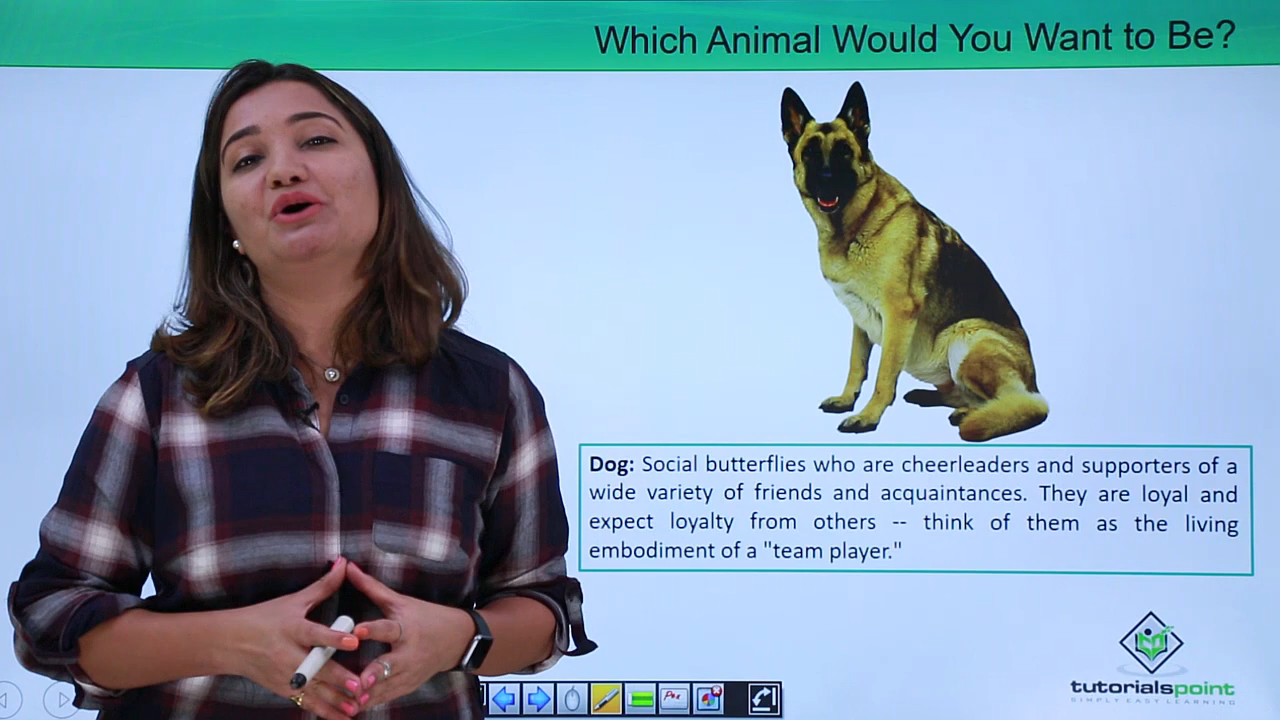 Which Animal Would You Want to Be?
Dog: Social butterflies who are cheerleaders and supporters of a
wide variety of friends and acquaintances. They are loyal and
expect loyalty from others -- think of them as the living
embodiment of a "team player."
tutorialspoint
SIMPLY EASY LEARNING